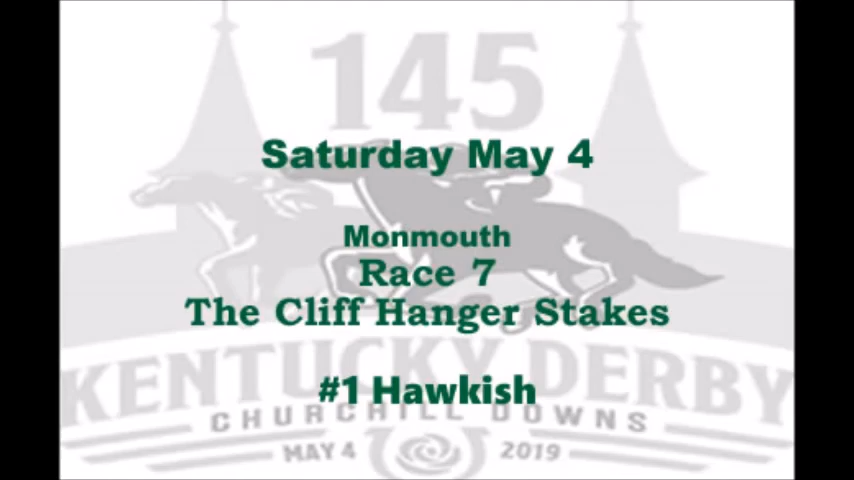 145
Saturday May 4
Monmouth
Race 7
The Cliff Hanger Stakes
KENTUCKY DERBY
#1 Hawkish
CHURCHILL DOWNS
MAY 4 2019